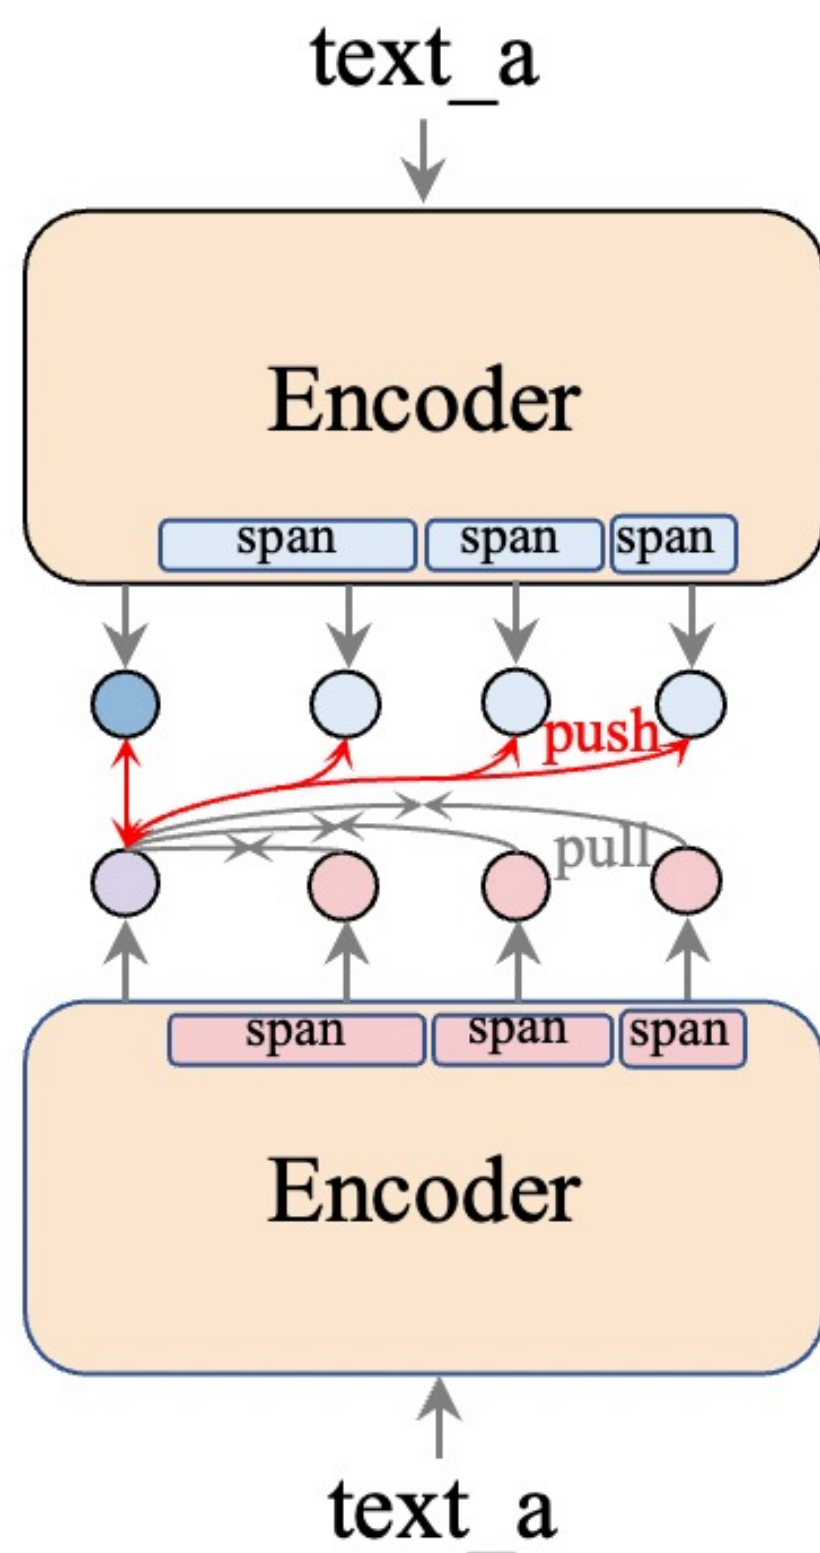 text_a
Encoder
span span span
push
pull
span span span
Encoder
text_a